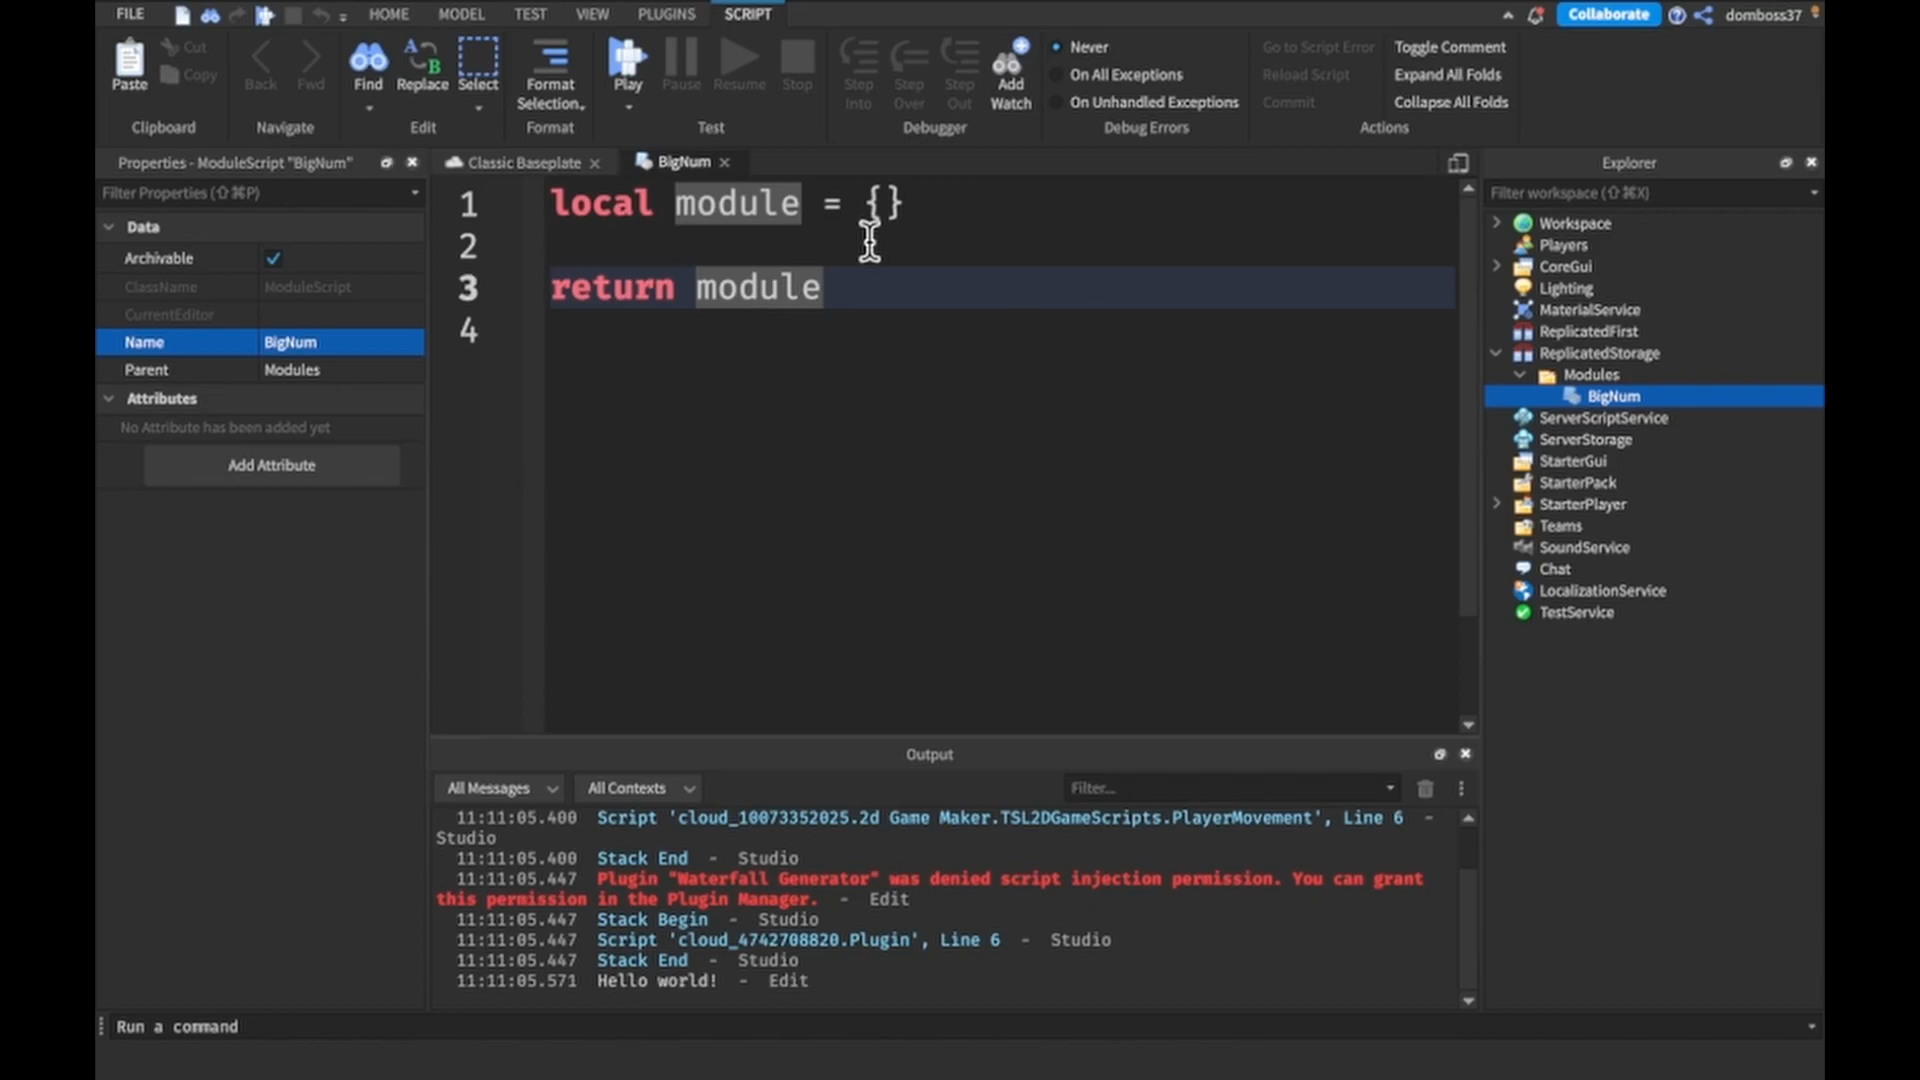 FILE HOME MODEL TEST VIEW PLUGINS SCRIPT Collaborate domboss37
Paste Cut Copy Back Fwd Find Replace Select Format Selection Play Pause Resume Stop Step Into Step Over Step Out Add Watch
Never
On All Exceptions
On Unhandled Exceptions
Go to Script Error
Reload Script
Commit
Toggle Comment
Expand All Folds
Collapse All Folds
Clipboard Navigate Edit Format Test Debugger Debug Errors Actions
Properties - ModuleScript "BigNum"
Filter Properties (⇧⌘P)
Data
Archivable
ClassName ModuleScript
CurrentEditor
Name BigNum
Parent Modules
Attributes
No Attribute has been added yet
Add Attribute
Classic Baseplate BigNum
1 local module = {}
2
3 return module
4
Output
All Messages All Contexts Filter...
11:11:05.400 Script 'cloud_10073352025.2d Game Maker.TSL2DGameScripts.PlayerMovement', Line 6 -
Studio
11:11:05.400 Stack End - Studio
11:11:05.447 Plugin "Waterfall Generator" was denied script injection permission. You can grant
this permission in the Plugin Manager. - Edit
11:11:05.447 Stack Begin - Studio
11:11:05.447 Script 'cloud_4742708820.Plugin', Line 6 - Studio
11:11:05.447 Stack End - Studio
11:11:05.571 Hello world! - Edit
Explorer
Filter workspace (⇧⌘X)
Workspace
Players
CoreGui
Lighting
MaterialService
ReplicatedFirst
ReplicatedStorage
Modules
BigNum
ServerScriptService
ServerStorage
StarterGui
StarterPack
StarterPlayer
Teams
SoundService
Chat
LocalizationService
TestService
Run a command